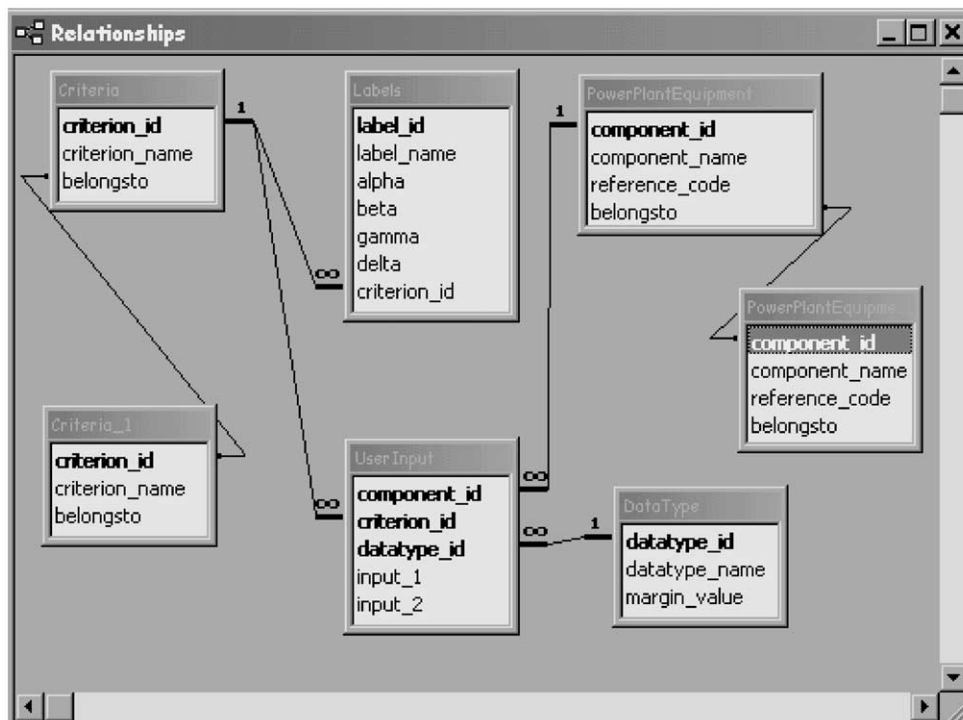 Relationships
Criteria
criterion_id
criterion_name
belongsto
1
Labels
label_id
label_name
alpha
beta
gamma
delta
criterion_id
∞
PowerPlantEquipment
1
component_id
component_name
reference_code
belongsto
PowerPlantEquipme...
component_id
component_name
reference_code
belongsto
Criteria_1
criterion_id
criterion_name
belongsto
UserInput
component_id
criterion_id
datatype_id
input_1
input_2
∞
∞
∞
1
DataType
datatype_id
datatype_name
margin_value